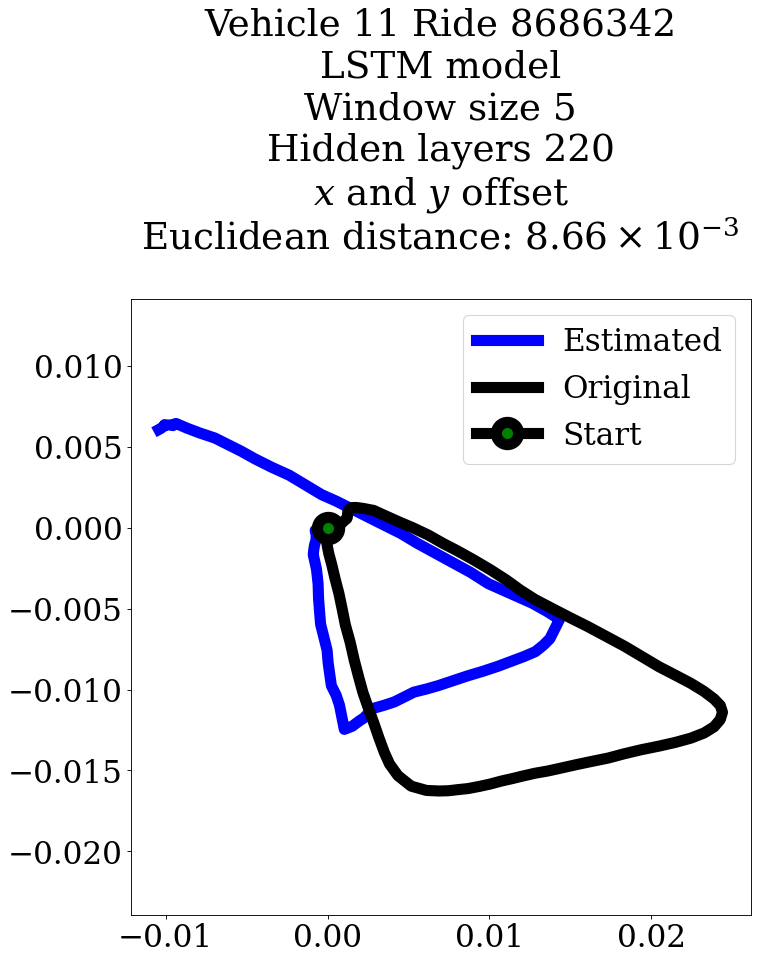 Vehicle 11 Ride 8686342
LSTM model
Window size 5
Hidden layers 220
x and y offset
Euclidean distance: 8.66 × 10⁻³
Estimated
Original
Start
0.010
0.005
0.000
−0.005
−0.010
−0.015
−0.020
−0.01
0.00
0.01
0.02